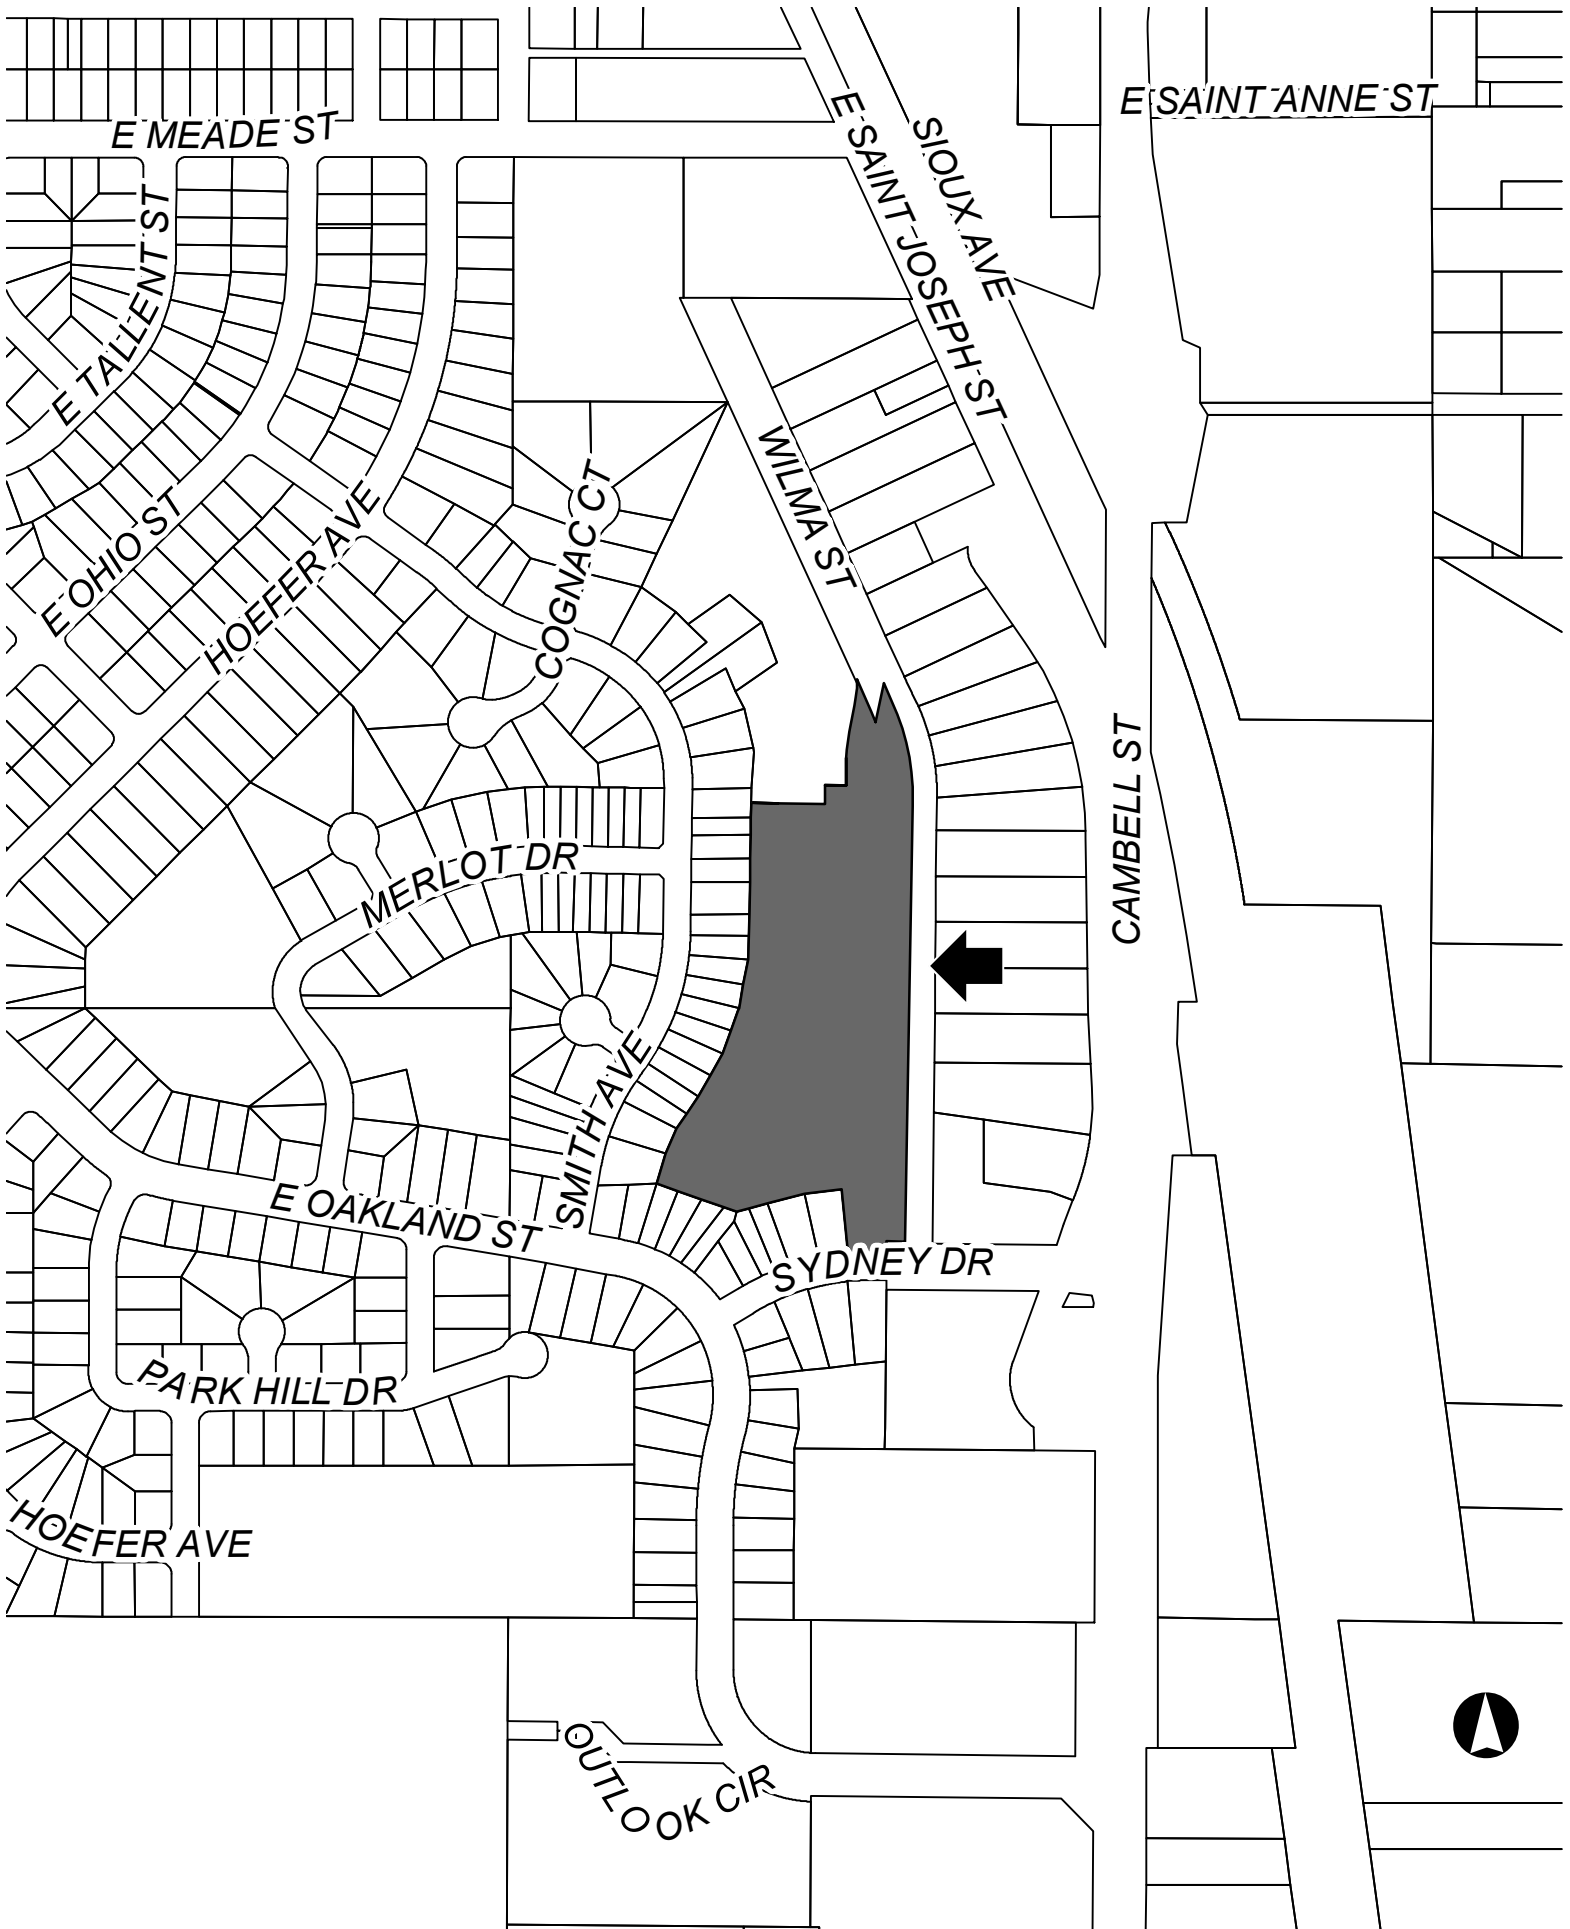 E SAINT ANNE ST
E MEADE ST
E SAINT JOSEPH ST
SIOUX AVE
E TALLENT ST
WILMA ST
COGNAC CT
E OHIO ST
HOEFER AVE
CAMBELL ST
MERLOT DR
SMITH AVE
E OAKLAND ST
SYDNEY DR
PARK HILL DR
HOEFER AVE
OUTLOOK CIR